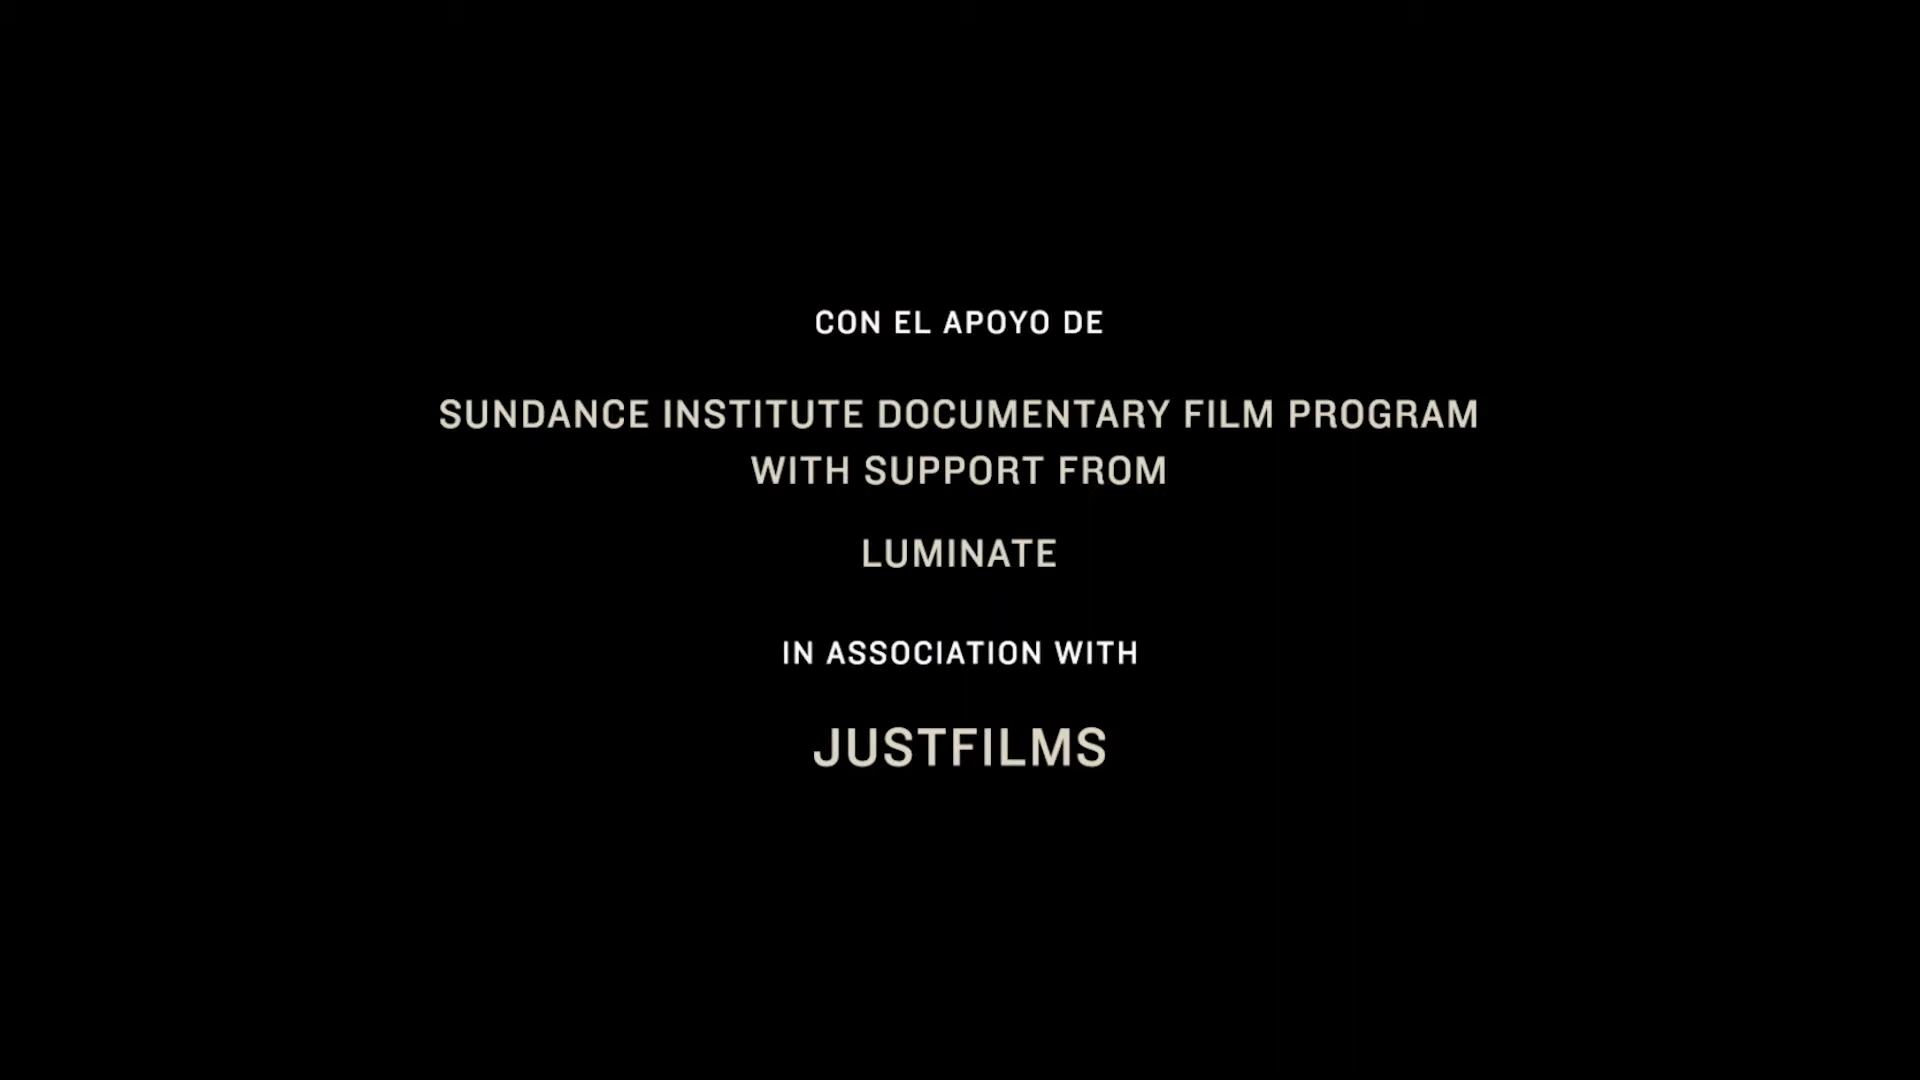 CON EL APOYO DE
SUNDANCE INSTITUTE DOCUMENTARY FILM PROGRAM
WITH SUPPORT FROM
LUMINATE
IN ASSOCIATION WITH
JUSTFILMS